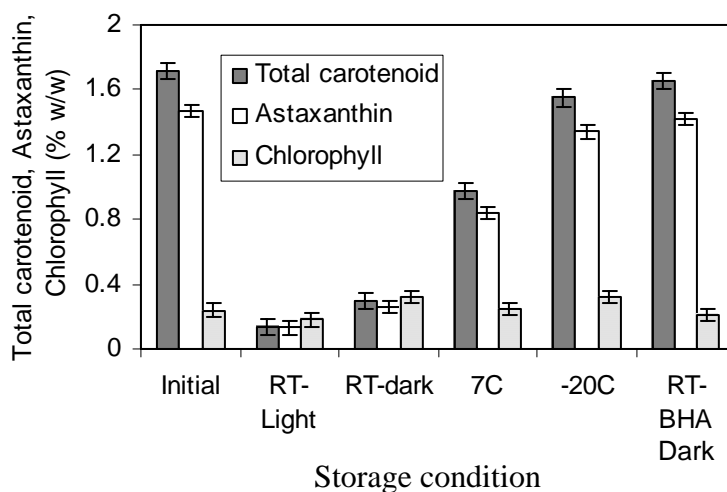 Total carotenoid, Astaxanthin,
Chlorophyll (% w/w)
2
1.6
1.2
0.8
0.4
0
Total carotenoid
Astaxanthin
Chlorophyll
Initial
RT-
Light
RT-dark
7C
-20C
RT-
BHA
Dark
Storage condition